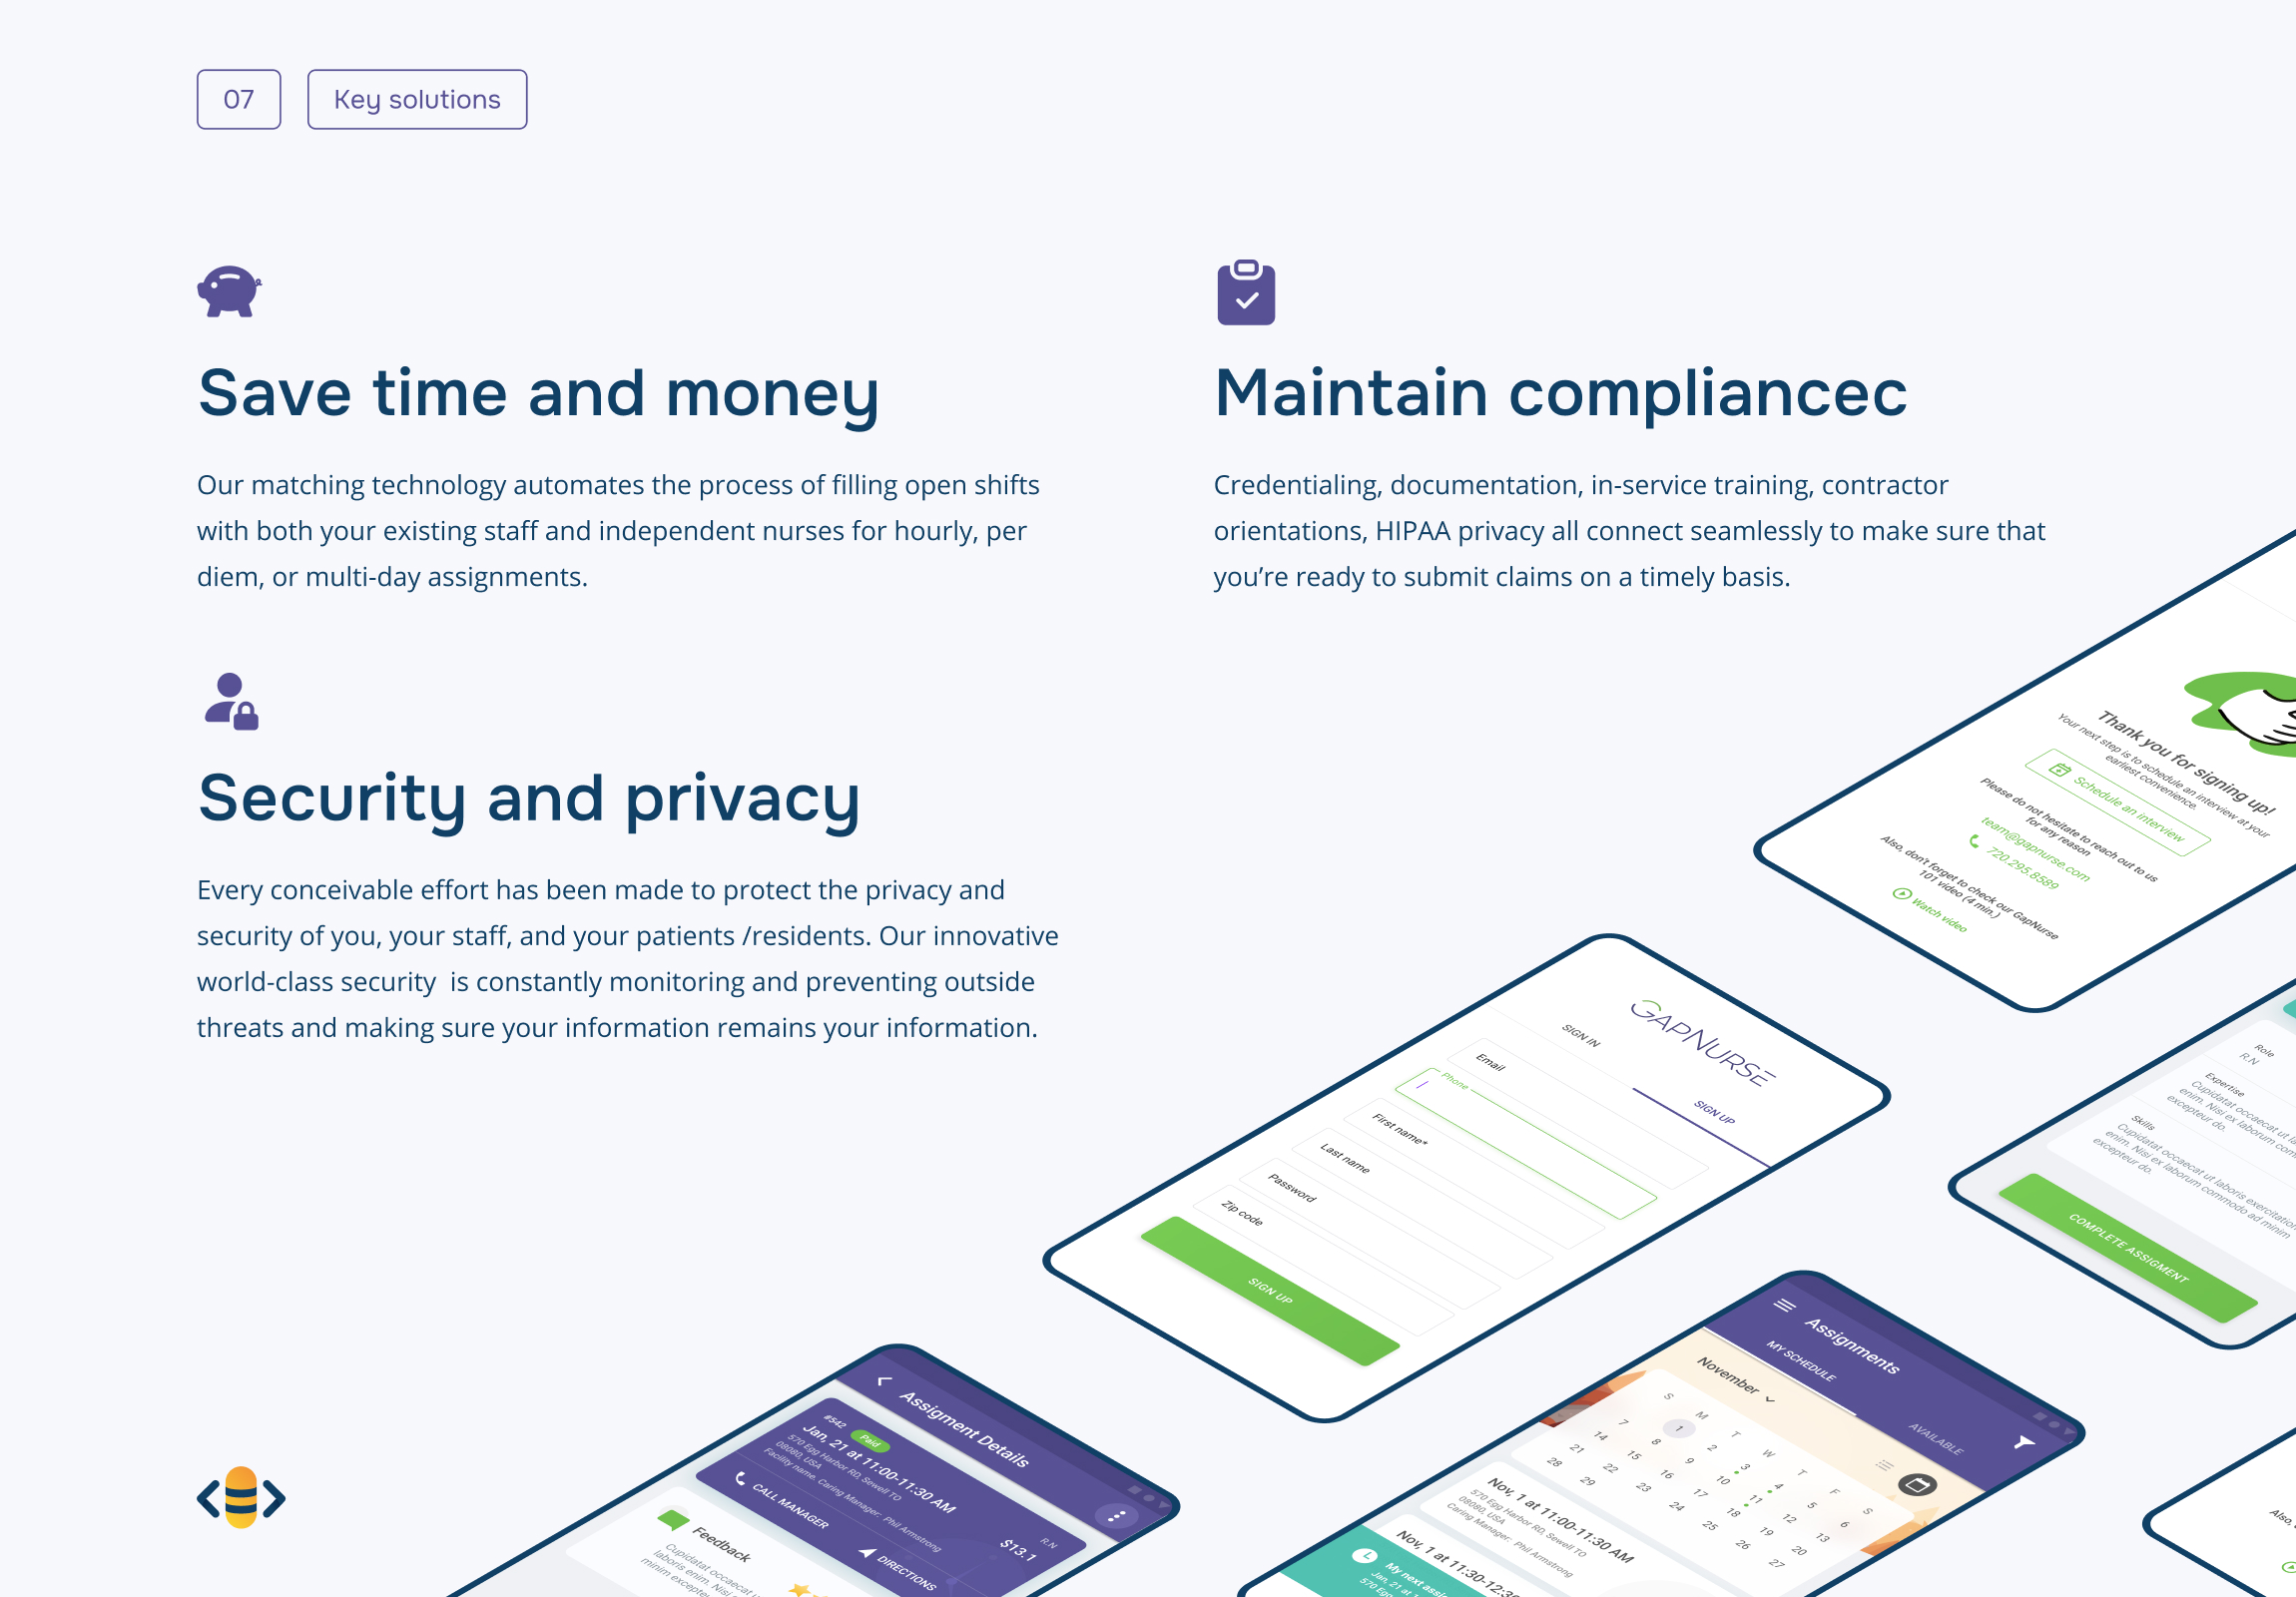 07
Key solutions
Save time and money
Our matching technology automates the process of filling open shifts
with both your existing staff and independent nurses for hourly, per
diem, or multi-day assignments.
Maintain compliancec
Credentialing, documentation, in-service training, contractor
orientations, HIPAA privacy all connect seamlessly to make sure that
you’re ready to submit claims on a timely basis.
Security and privacy
Every conceivable effort has been made to protect the privacy and
security of you, your staff, and your patients /residents. Our innovative
world-class security  is constantly monitoring and preventing outside
threats and making sure your information remains your information.
Thank you for signing up!
Your next step is to schedule an interview at your
earliest convenience.
Schedule an interview
Please do not hesitate to reach out to us
for any reason
team@gapnurse.com
720.295.8589
Also, don't forget to check our GapNurse
101 video (4 min.)
Watch video
GAPNURSE
SIGN IN
SIGN UP
Email
Phone
First name*
Last name
Password
Zip code
SIGN UP
Role
R.N
Expertise
Cupidatat occaecat ut
enim. Nisi ex laborum
excepteur do.
Skills
Cupidatat occaecat ut laboris exercitation
enim. Nisi ex laborum commodo ad minim
excepteur do.
COMPLETE ASSIGMENT
Assigment Details
#542 Paid
R.N
Jan, 21 at 11:00-11:30 AM
$13.1
570 Egg Harbor RD, Sewell TO
08080, USA
Facility name. Caring Manager: Phil Armstrong
CALL MANAGER
DIRECTIONS
Feedback
Cupidatat occaecat
laboris enim. Nisi
minim
Assignments
MY SCHEDULE
AVAILABLE
November
S M T W T F S
1 2 3 4 5 6
7 8 9 10 11 12 13
14 15 16 17 18 19 20
21 22 23 24 25 26 27
28 29
Nov, 1 at 11:00-11:30 AM
570 Egg Harbor RD, Sewell TO
08080, USA
Caring Manager: Phil Armstrong
Nov, 1 at 11:30-12:3
My next
Jan, 21 at
570
Also,